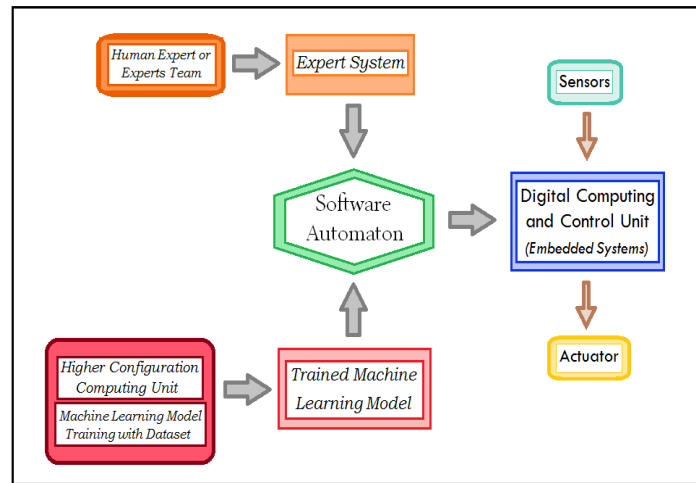 Human Expert or
Experts Team
Expert System
Sensors
Software
Automaton
Digital Computing
and Control Unit
(Embedded Systems)
Higher Configuration
Computing Unit
Machine Learning Model
Training with Dataset
Trained Machine
Learning Model
Actuator